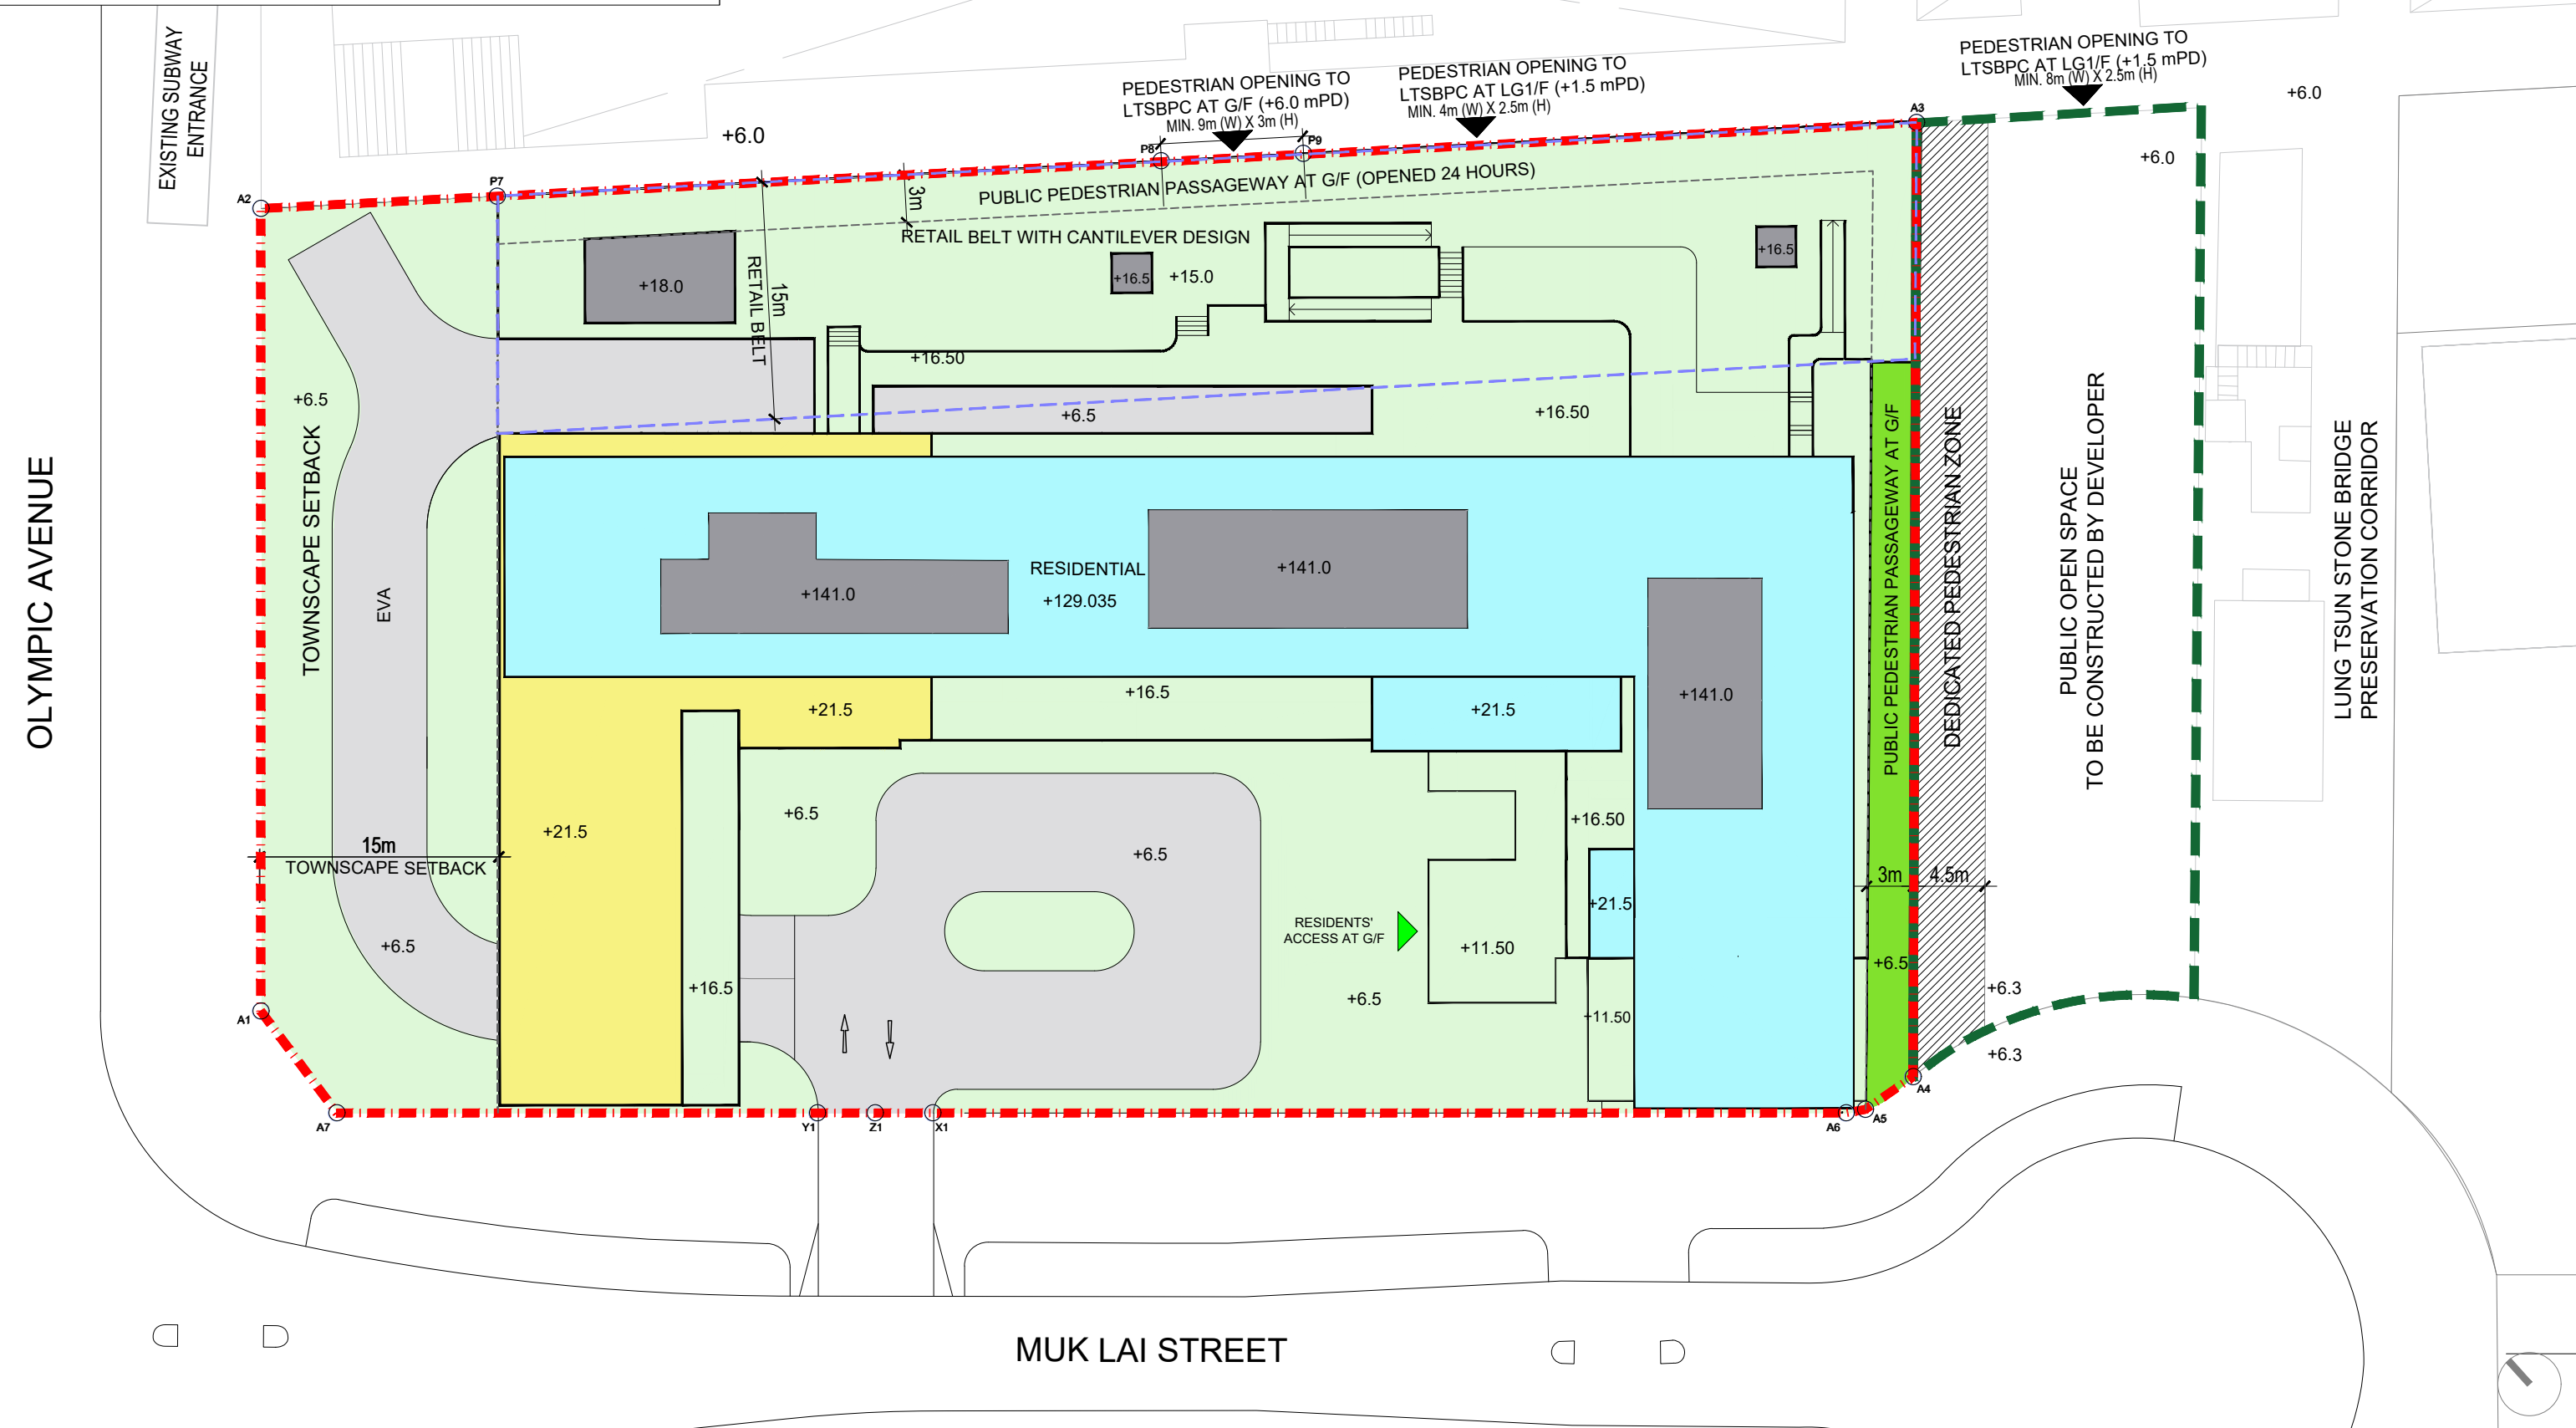 EXISTING SUBWAY
ENTRANCE
PEDESTRIAN OPENING TO
LTSBPC AT G/F (+6.0 mPD)
MIN. 9m (W) X 3m (H)
PEDESTRIAN OPENING TO
LTSBPC AT LG1/F (+1.5 mPD)
MIN. 4m (W) X 2.5m (H)
PEDESTRIAN OPENING TO
LTSBPC AT LG1/F (+1.5 mPD)
MIN. 8m (W) X 2.5m (H)
+6.0
+6.0
+6.0
A2
P7
P8
P9
A3
3m
PUBLIC PEDESTRIAN PASSAGEWAY AT G/F (OPENED 24 HOURS)
RETAIL BELT WITH CANTILEVER DESIGN
+18.0
RETAIL BELT
15m
+16.5
+15.0
+16.5
+16.50
+6.5
+16.50
+6.5
OLYMPIC AVENUE
TOWNSCAPE SETBACK
EVA
+141.0
RESIDENTIAL
+129.035
+141.0
+141.0
PUBLIC PEDESTRIAN PASSAGEWAY AT G/F
DEDICATED PEDESTRIAN ZONE
PUBLIC OPEN SPACE
TO BE CONSTRUCTED BY DEVELOPER
LUNG TSUN STONE BRIDGE
PRESERVATION CORRIDOR
+16.5
+21.5
+21.5
+21.5
+6.5
+6.5
+16.50
15m
TOWNSCAPE SETBACK
3m
4.5m
+21.5
RESIDENTS'
ACCESS AT G/F
+11.50
+6.5
+16.5
+6.5
+11.50
+6.5
+6.3
+6.3
A1
A7
Y1
Z1
X1
A6
A5
A4
MUK LAI STREET